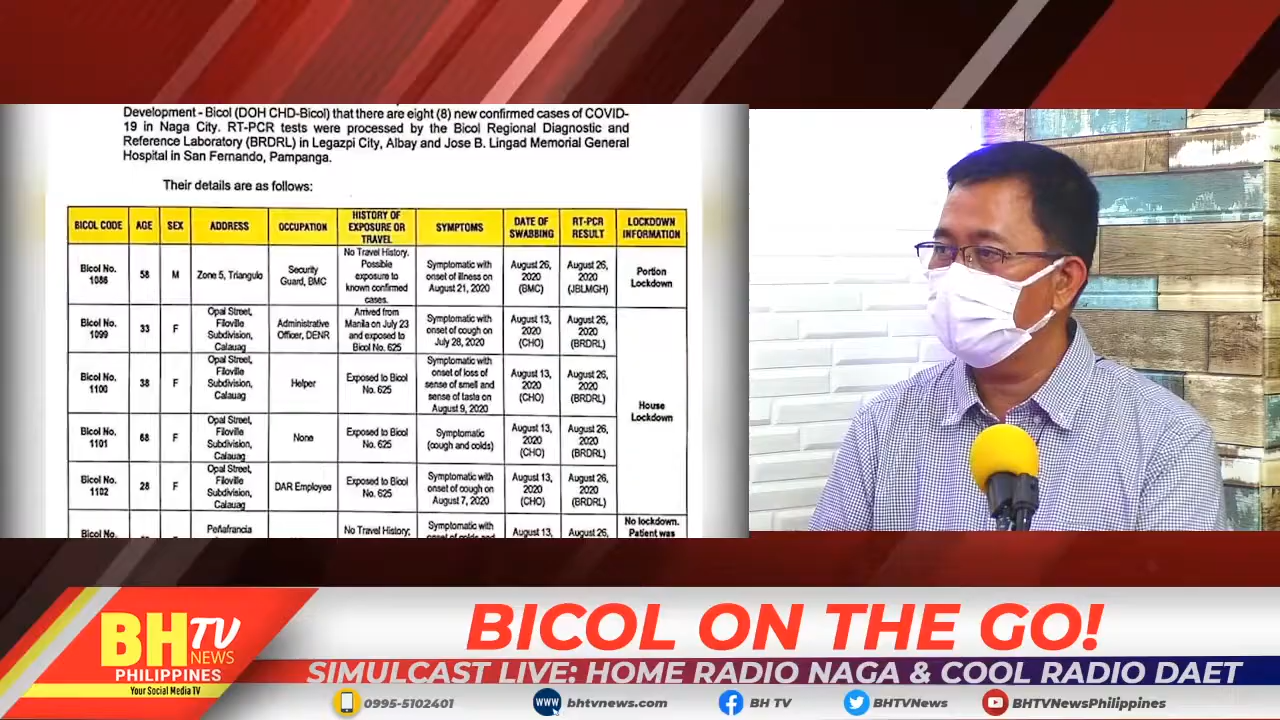 Development - Bicol (DOH CHD-Bicol) that there are eight (8) new confirmed cases of COVID-
19 in Naga City. RT-PCR tests were processed by the Bicol Regional Diagnostic and
Reference Laboratory (BRDRL) in Legazpi City, Albay and Jose B. Lingad Memorial General
Hospital in San Fernando, Pampanga.
Their details are as follows:
BICOL CODE AGE SEX ADDRESS OCCUPATION HISTORY OF EXPOSURE OR TRAVEL SYMPTOMS DATE OF SWABBING RT-PCR RESULT LOCKDOWN INFORMATION
Bicol No. 1086 58 M Zone 5, Triangulo Security Guard, BMC No Travel History. Possible exposure to known confirmed cases. Symptomatic with onset of illness on August 21, 2020 August 26, 2020 (BMC) August 26, 2020 (JBLMGH) Portion Lockdown
Bicol No. 1099 33 F Opal Street, Filoville Subdivision, Calauag Administrative Officer, DENR Arrived from Manila on July 23 and exposed to Bicol No. 625 Symptomatic with onset of cough on July 28, 2020 August 13, 2020 (CHO) August 26, 2020 (BRDRL) House Lockdown
Bicol No. 1100 38 F Opal Street, Filoville Subdivision, Calauag Helper Exposed to Bicol No. 625 Symptomatic with onset of loss of sense of smell and sense of taste on August 9, 2020 August 13, 2020 (CHO) August 26, 2020 (BRDRL)
Bicol No. 1101 68 F Opal Street, Filoville Subdivision, Calauag None Exposed to Bicol No. 625 Symptomatic (cough and colds) August 13, 2020 (CHO) August 26, 2020 (BRDRL)
Bicol No. 1102 28 F Opal Street, Filoville Subdivision, Calauag DAR Employee Exposed to Bicol No. 625 Symptomatic with onset of cough on August 7, 2020 August 13, 2020 (CHO) August 26, 2020 (BRDRL)
Bicol No. Peñafrancia No Travel History; Symptomatic with August 13, August 26, No lockdown. Patient was
BH TV
NEWS
PHILIPPINES
Your Social Media TV
BICOL ON THE GO!
SIMULCAST LIVE: HOME RADIO NAGA & COOL RADIO DAET
0995-5102401 WWW bhtvnews.com BH TV BHTVNews BHTVNewsPhilippines